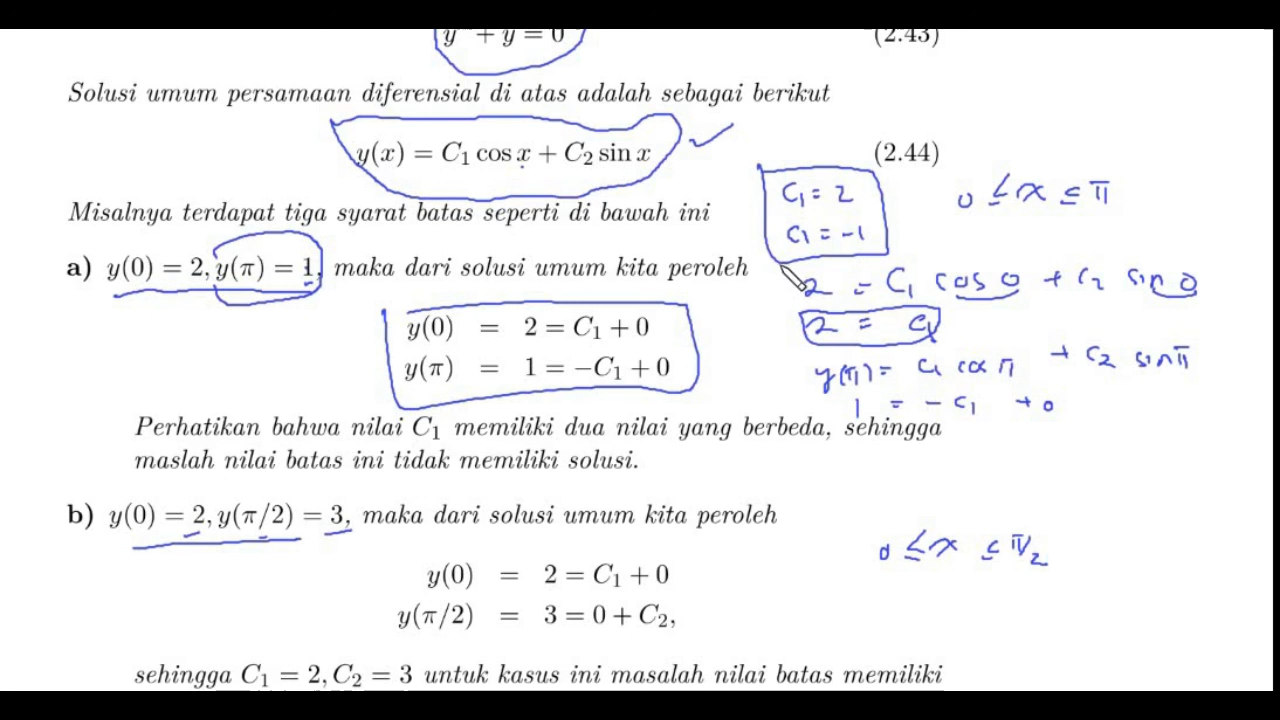 y'' + y = 0 (2.43)
Solusi umum persamaan diferensial di atas adalah sebagai berikut
y(x) = C₁ cos x + C₂ sin x (2.44)
Misalnya terdapat tiga syarat batas seperti di bawah ini
C₁ = 2
C₁ = -1
0 ≤ x ≤ π
a) y(0) = 2, y(π) = 1, maka dari solusi umum kita peroleh
2 = C₁ cos 0 + C₂ sin 0
y(0) = 2 = C₁ + 0
2 = C₁
y(π) = 1 = −C₁ + 0
y(π) = C₁ cos π + C₂ sin π
1 = - C₁ + 0
Perhatikan bahwa nilai C₁ memiliki dua nilai yang berbeda, sehingga
maslah nilai batas ini tidak memiliki solusi.
b) y(0) = 2, y(π/2) = 3, maka dari solusi umum kita peroleh
0 ≤ x ≤ π/2
y(0) = 2 = C₁ + 0
y(π/2) = 3 = 0 + C₂,
sehingga C₁ = 2, C₂ = 3 untuk kasus ini masalah nilai batas memiliki